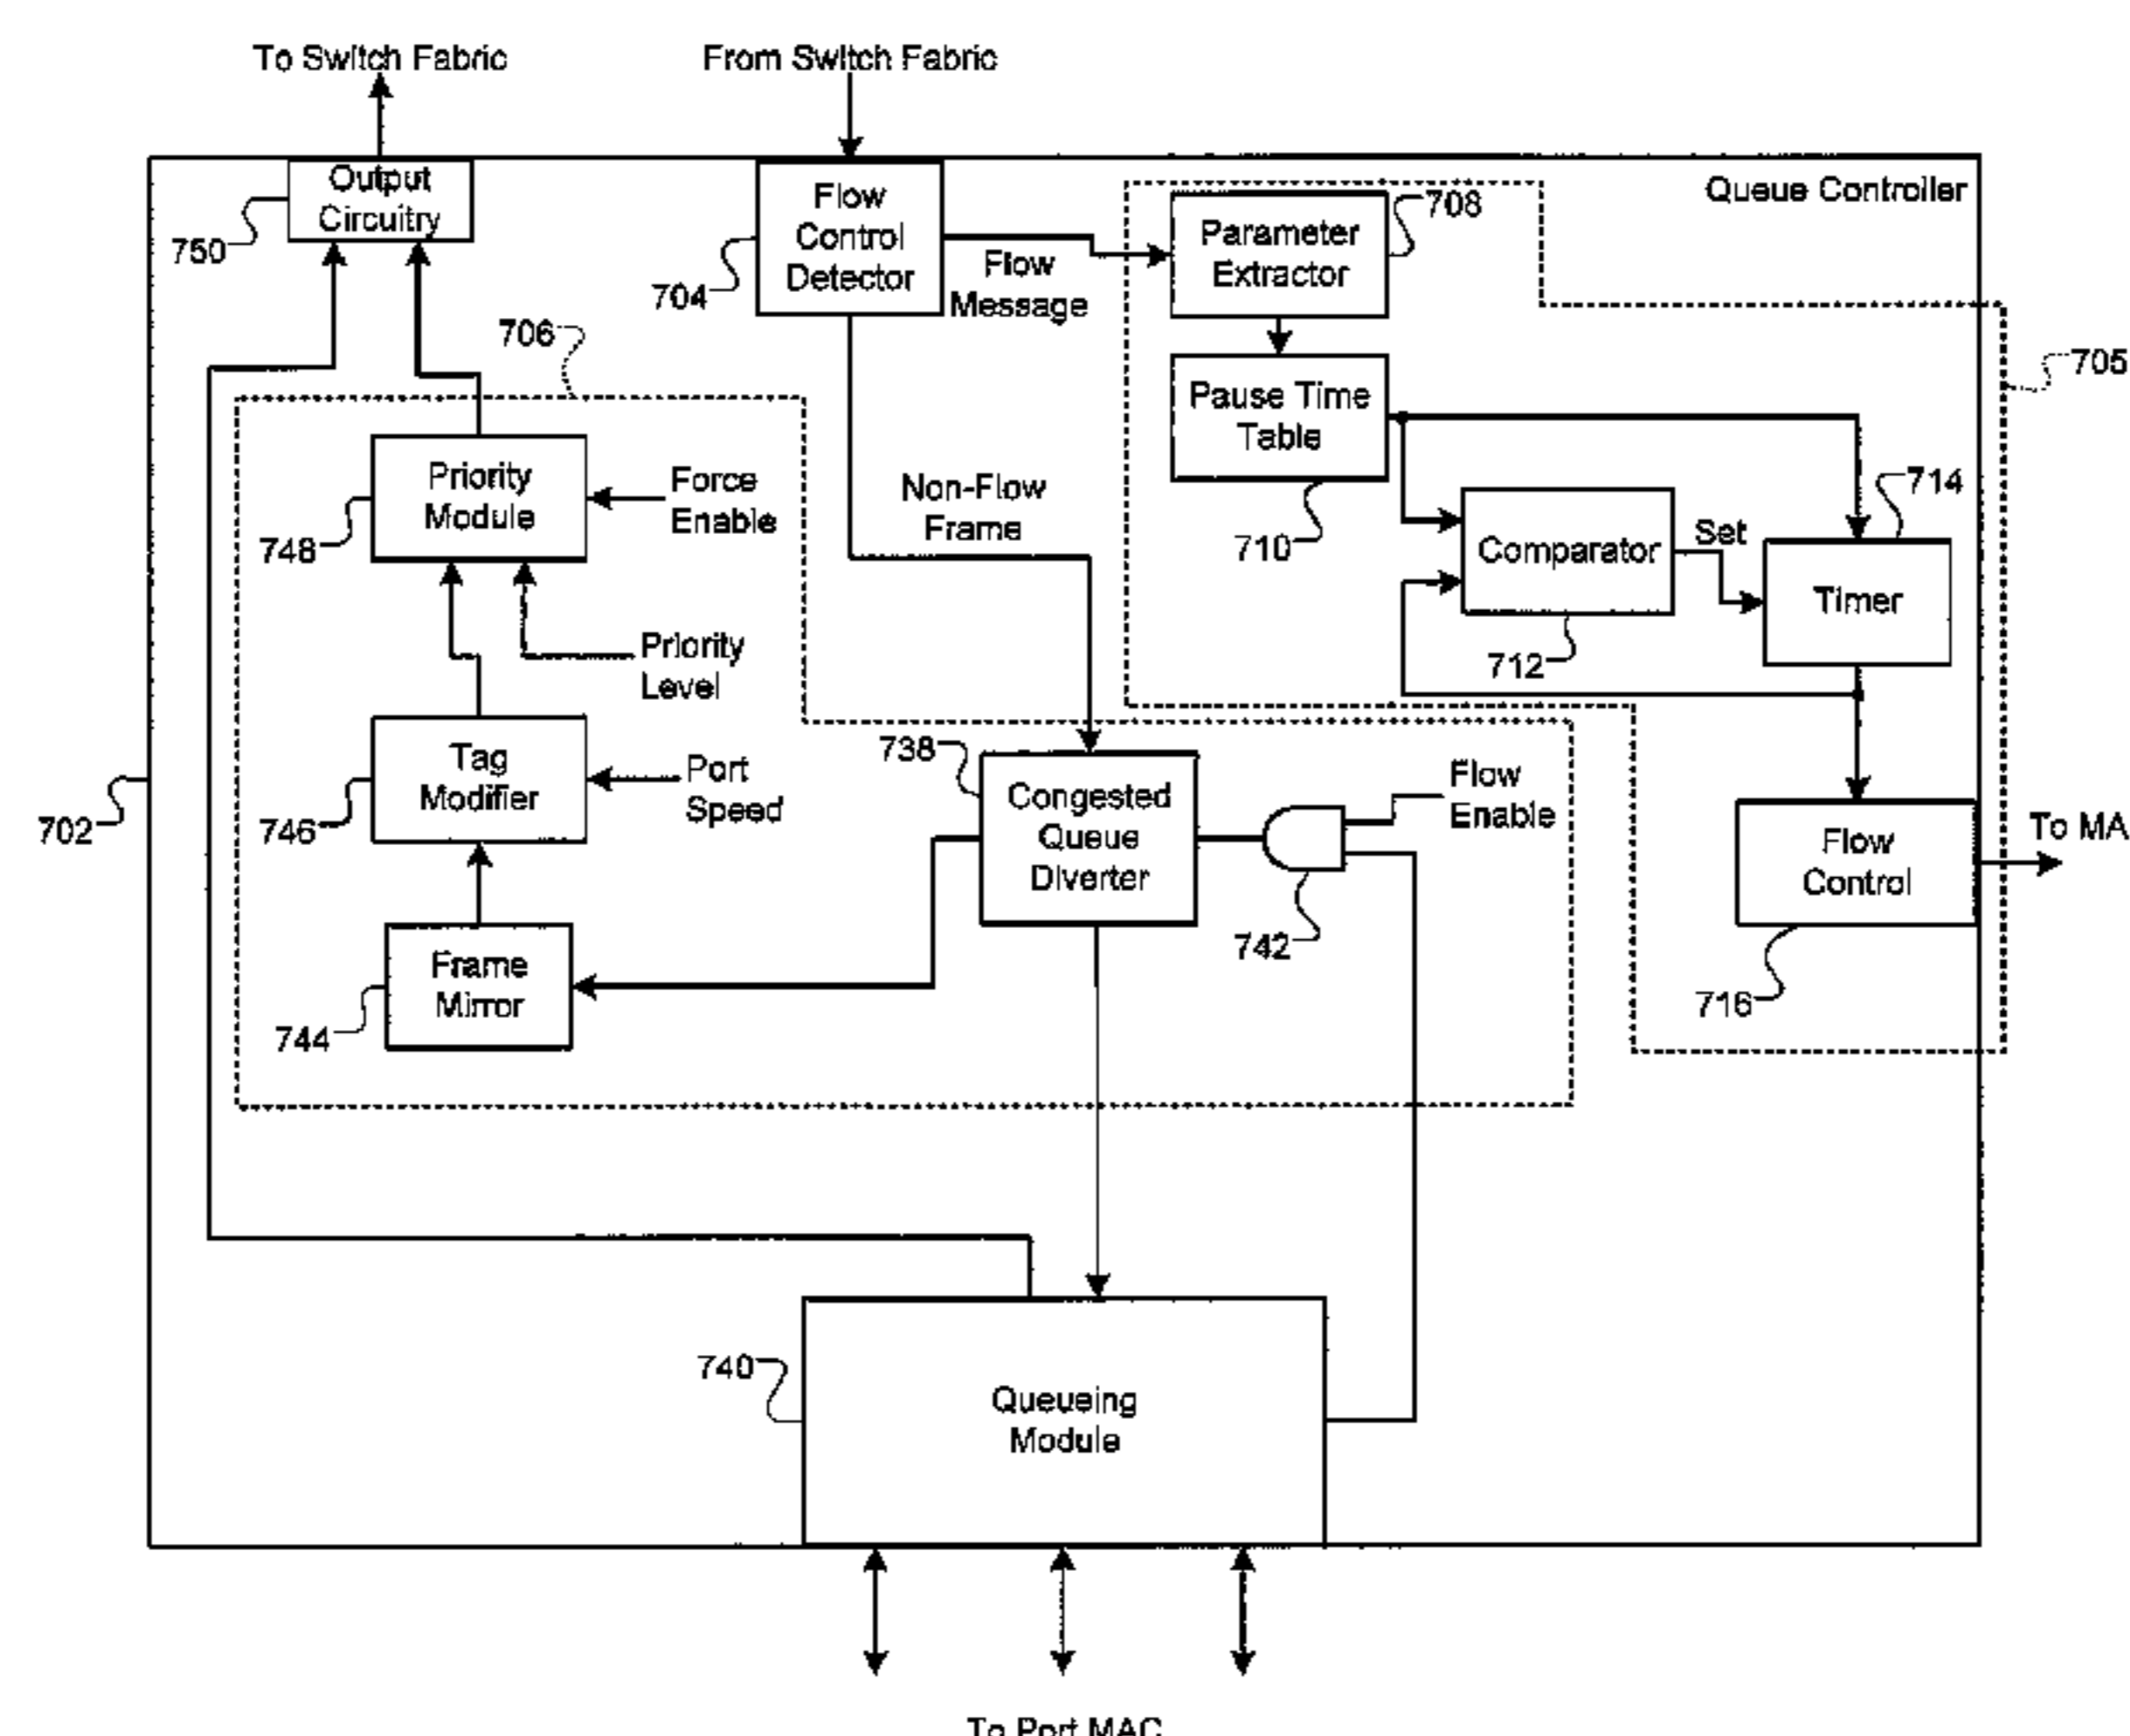 To Switch Fabric
From Switch Fabric
Queue Controller
Output
Circuitry
750
Flow
Control
Detector
704
Flow
Message
Parameter
Extractor
708
706
705
Pause Time
Table
710
Priority
Module
748
Force
Enable
Non-Flow
Frame
Comparator
712
Set
714
Timer
Priority
Level
Tag
Modifier
746
Port
Speed
738
Congested
Queue
Diverter
Flow
Enable
742
702
Flow
Control
To MA
716
Frame
Mirror
744
740
Queueing
Module
To Port MAC